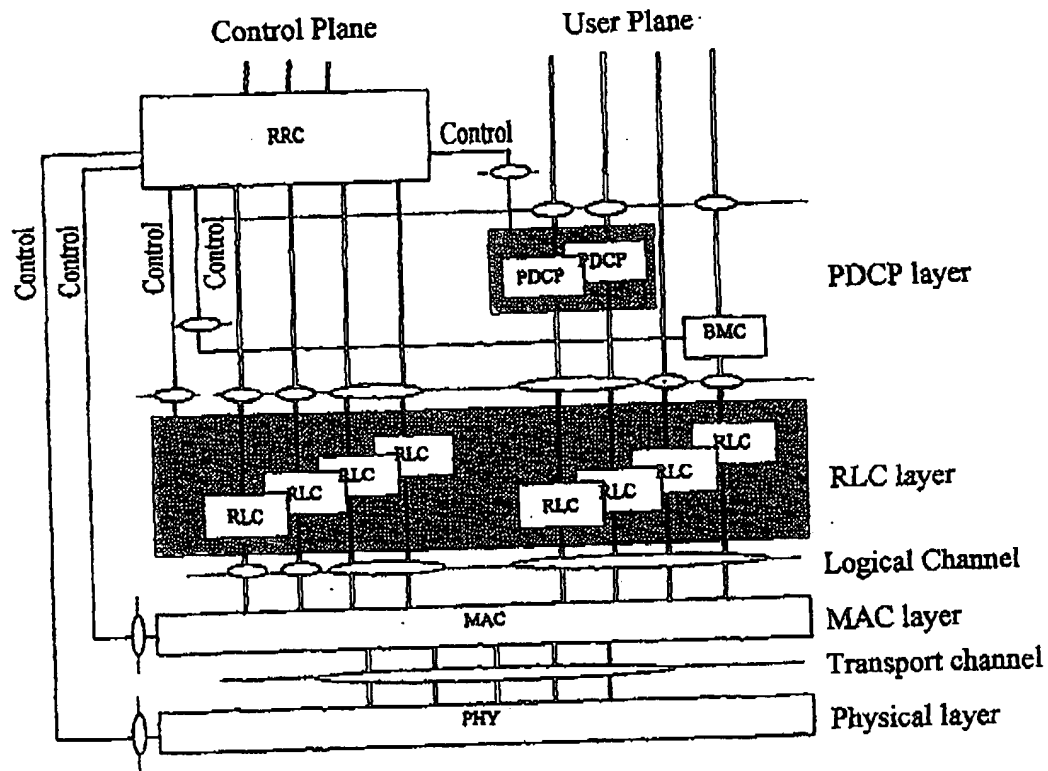 Control Plane
User Plane
RRC
Control
Control
Control
Control
Control
PDCP
PDCP
PDCP layer
BMC
RLC
RLC
RLC
RLC
RLC
RLC
RLC
RLC
RLC layer
Logical Channel
MAC
MAC layer
Transport channel
PHY
Physical layer